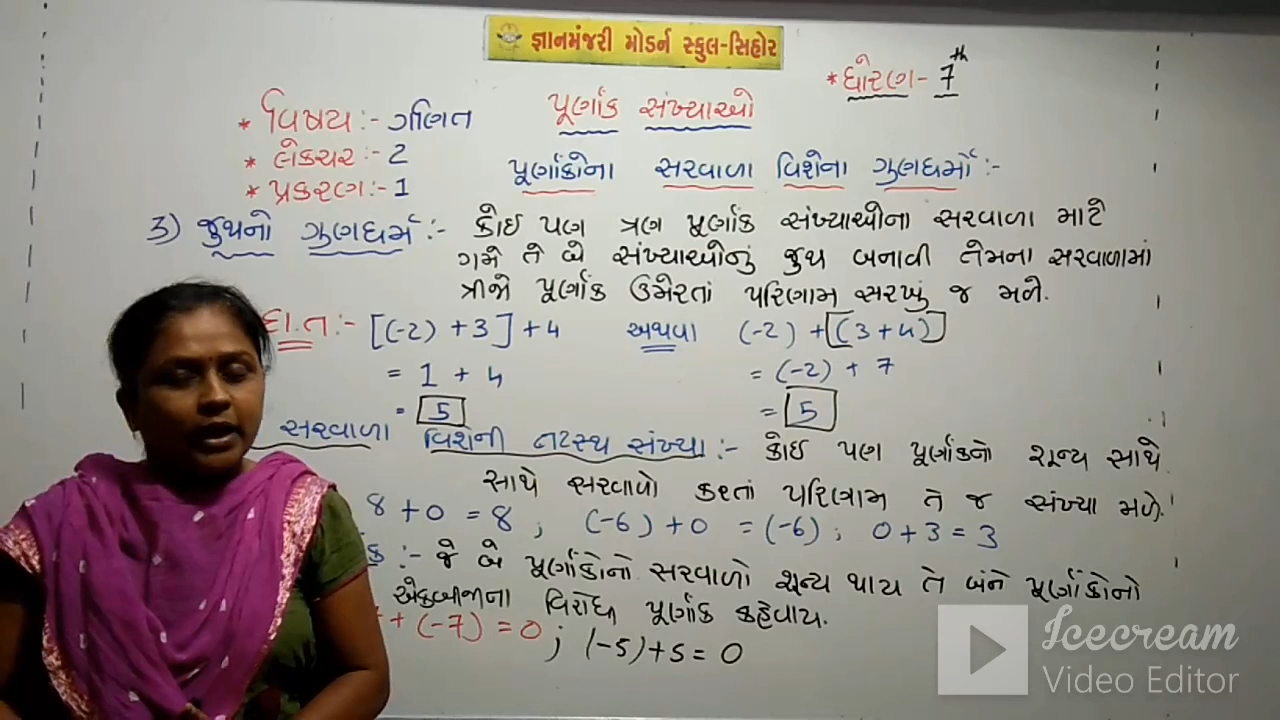 જ્ઞાનમંજરી મોડર્ન સ્કુલ-સિહોર
* ધોરણ- 7th
* વિષય :- ગણિત
પૂર્ણાંક સંખ્યાઓ
* લેકચર :- 2
* પ્રકરણ :- 1
પૂર્ણાંકોના સરવાળા વિશેના ગુણધર્મો :-
3) જુથનો ગુણધર્મ :- કોઈ પણ ત્રણ પૂર્ણાંક સંખ્યાઓના સરવાળા માટે
ગમે તે બે સંખ્યાઓનું જુથ બનાવી તેમના સરવાળામાં
ત્રીજો પૂર્ણાંક ઉમેરતાં પરિણામ સરખું જ મળે.
દા.ત :- [(-2) + 3] + 4 અથવા (-2) + [(3 + 4)]
= 1 + 4 = (-2) + 7
= 5 = 5
સરવાળા વિશેની તટસ્થ સંખ્યા :- કોઈ પણ પૂર્ણાંકનો શૂન્ય સાથે
સાથે સરવાળો કરતાં પરિણામ તે જ સંખ્યા મળે.
8 + 0 = 8 ; (-6) + 0 = (-6) ; 0 + 3 = 3
:- જે બે પૂર્ણાંકોનો સરવાળો શૂન્ય થાય તે બંને પૂર્ણાંકોનો
એકબીજાના વિરોધી પૂર્ણાંક કહેવાય.
+ (-7) = 0 ; (-5) + 5 = 0
Icecream
Video Editor